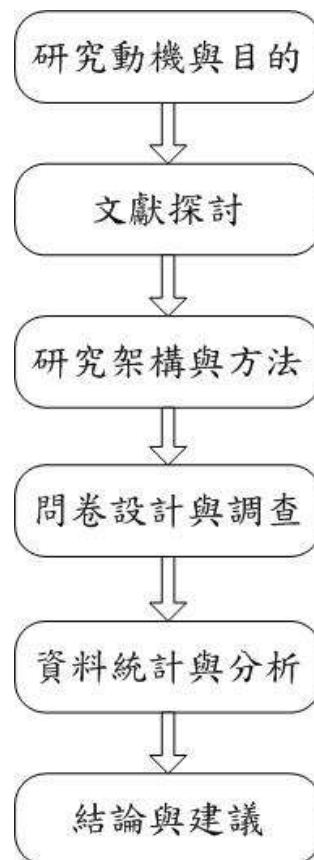 研究動機與目的
文獻探討
研究架構與方法
問卷設計與調查
資料統計與分析
結論與建議